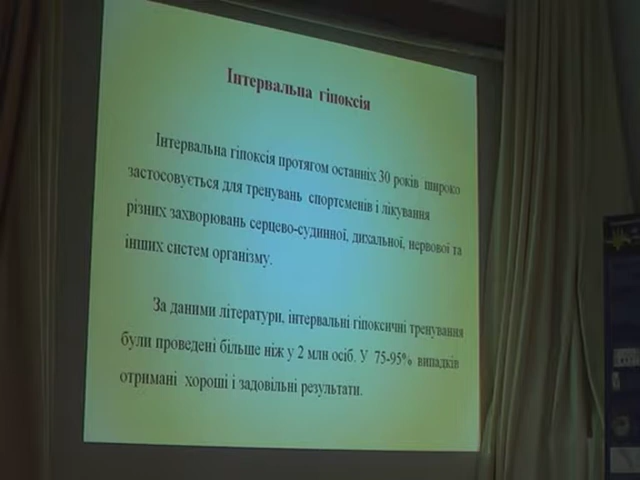 Інтервальна гіпоксія
Інтервальна гіпоксія протягом останніх 30 років широко
застосовується для тренувань спортсменів і лікування
різних захворювань серцево-судинної, дихальної, нервової та
інших систем організму.
За даними літератури, інтервальні гіпоксичні тренування
були проведені більше ніж у 2 млн осіб. У 75-95% випадків
отримані хороші і задовільні результати.